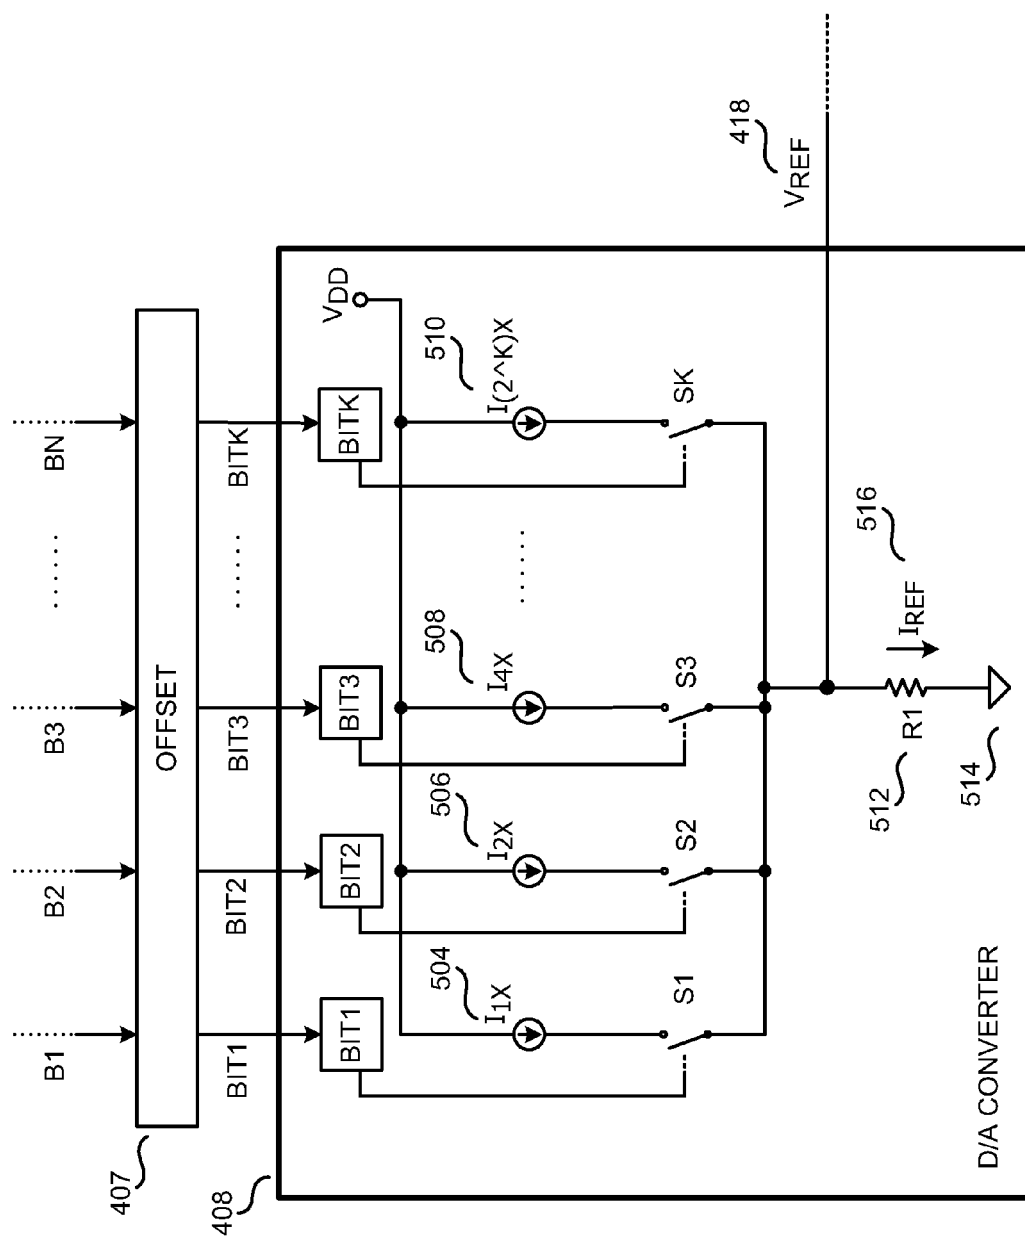 B1
B2
B3
......
BN
407
OFFSET
BIT1
BIT2
BIT3
......
BITK
408
BIT1
BIT2
BIT3
BITK
VDD
504
I1X
506
I2X
508
I4X
......
510
I(2^K)X
S1
S2
S3
SK
418
VREF
512
R1
516
IREF
514
D/A CONVERTER